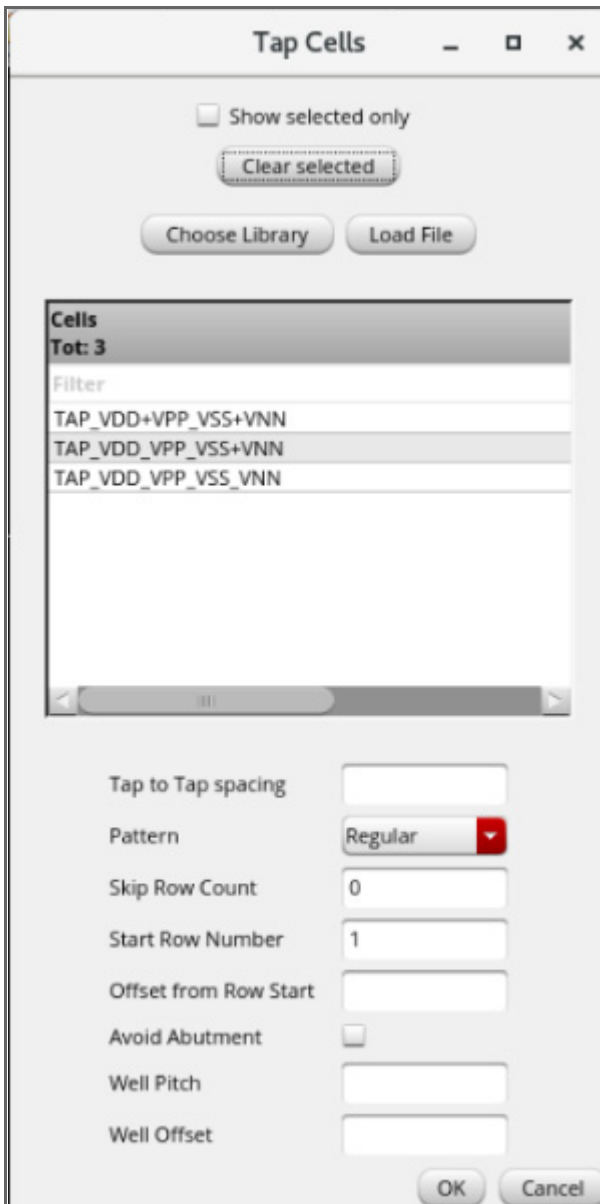 Tap Cells
Show selected only
Clear selected
Choose Library Load File
Cells
Tot: 3
Filter
TAP_VDD+VPP_VSS+VNN
TAP_VDD_VPP_VSS+VNN
TAP_VDD_VPP_VSS_VNN
Tap to Tap spacing
Pattern Regular
Skip Row Count 0
Start Row Number 1
Offset from Row Start
Avoid Abutment
Well Pitch
Well Offset
OK Cancel